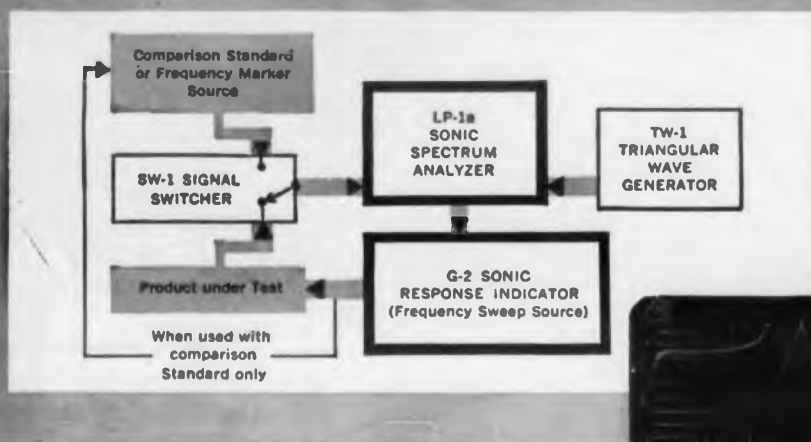 Comparison Standard
or Frequency Marker
Source
LP-1a
SONIC
SPECTRUM
ANALYZER
TW-1
TRIANGULAR
WAVE
GENERATOR
SW-1 SIGNAL
SWITCHER
Product under Test
G-2 SONIC
RESPONSE INDICATOR
(Frequency Sweep Source)
When used with
comparison
Standard only